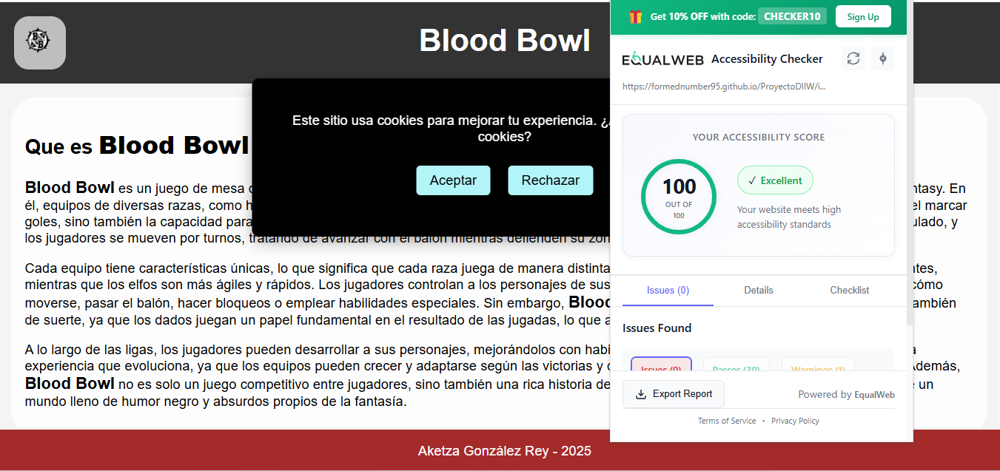 Blood Bowl
Get 10% OFF with code: CHECKER10
Sign Up
EQUALWEB Accessibility Checker
https://formednumber95.github.io/ProyectoDIIW/i...
YOUR ACCESSIBILITY SCORE
100
OUT OF
100
✓ Excellent
Your website meets high
accessibility standards
Issues (0)
Details
Checklist
Issues Found
Issues (0)
Passes (30)
Warnings (1)
Export Report
Powered by EqualWeb
Terms of Service • Privacy Policy
Este sitio usa cookies para mejorar tu experiencia. ¿
cookies?
Aceptar
Rechazar
Que es Blood Bowl
Blood Bowl es un juego de mesa ntasy. En
él, equipos de diversas razas, como el marcar
goles, sino también la capacidad para ulado, y
los jugadores se mueven por turnos, tratando de avanzar con el balón mientras defienden su zon
Cada equipo tiene características únicas, lo que significa que cada raza juega de manera distinta ntes,
mientras que los elfos son más ágiles y rápidos. Los jugadores controlan a los personajes de sus cómo
moverse, pasar el balón, hacer bloqueos o emplear habilidades especiales. Sin embargo, Blood ambién
de suerte, ya que los dados juegan un papel fundamental en el resultado de las jugadas, lo que a
A lo largo de las ligas, los jugadores pueden desarrollar a sus personajes, mejorándolos con habi a
experiencia que evoluciona, ya que los equipos pueden crecer y adaptarse según las victorias y Además,
Blood Bowl no es solo un juego competitivo entre jugadores, sino también una rica historia de un
mundo lleno de humor negro y absurdos propios de la fantasía.
Aketza González Rey - 2025